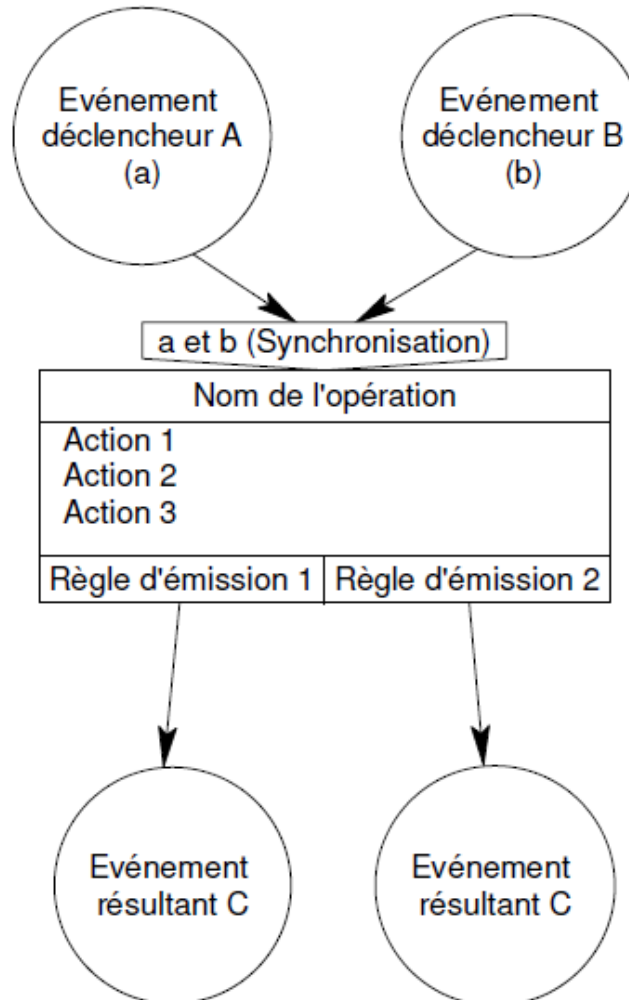 Evénement
déclencheur A
(a)
Evénement
déclencheur B
(b)
a et b (Synchronisation)
Nom de l'opération
Action 1
Action 2
Action 3
Règle d'émission 1
Règle d'émission 2
Evénement
résultant C
Evénement
résultant C